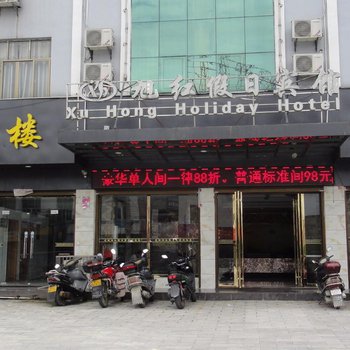 旭红假日宾馆
Xu Hong Holiday Hotel
楼
豪华单人间一律88折。普通标准间98元